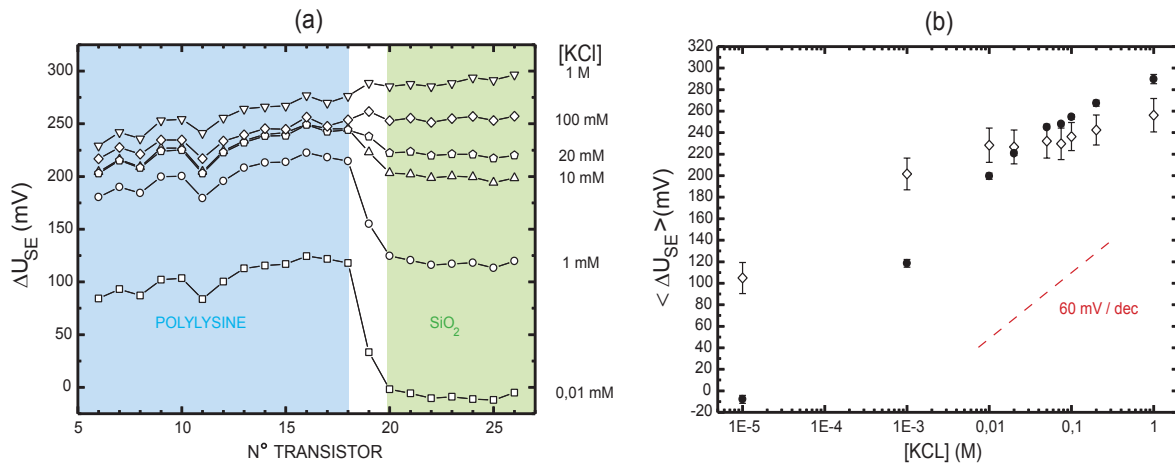 (a)
ΔU_SE (mV)
300
250
200
150
100
50
0
5
10
15
20
25
N° TRANSISTOR
POLYLYSINE
SiO₂
[KCl]
1 M
100 mM
20 mM
10 mM
1 mM
0,01 mM
(b)
< ΔU_SE >(mV)
320
300
280
260
240
220
200
180
160
140
120
100
80
60
40
20
0
-20
1E-5
1E-4
1E-3
0,01
0,1
1
[KCL] (M)
60 mV / dec